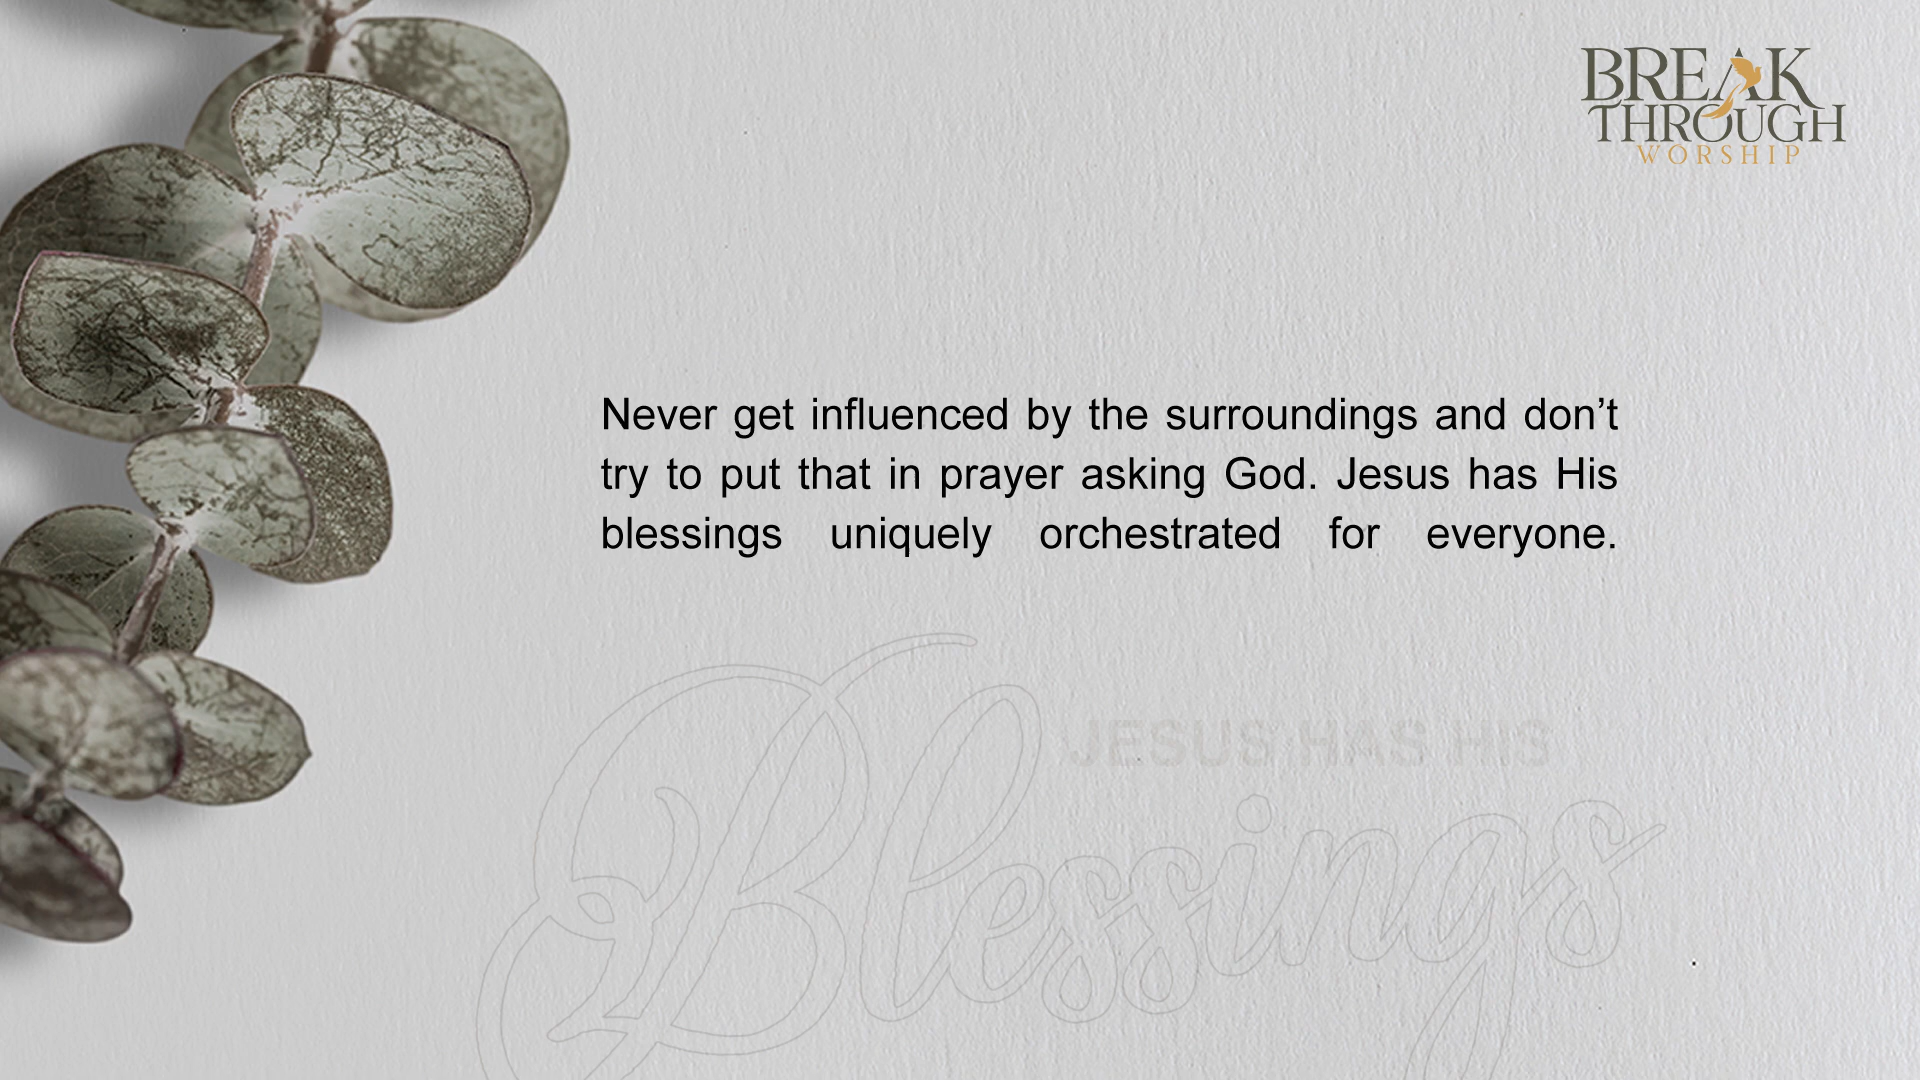 BREAK
THROUGH
WORSHIP
Never get influenced by the surroundings and don’t
try to put that in prayer asking God. Jesus has His
blessings uniquely orchestrated for everyone.
JESUS HAS HIS
Blessings